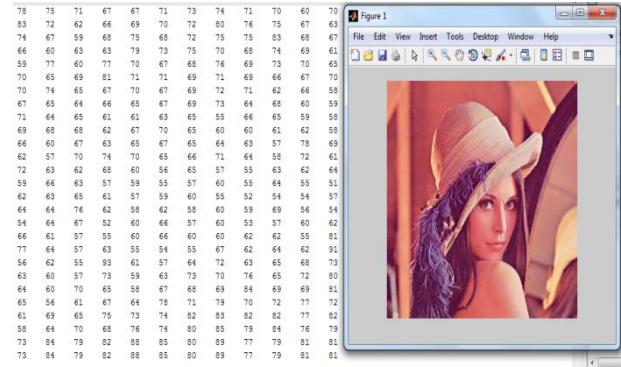 78 75 71 67 67 71 73 74 71 70 60 70
83 72 62 66 69 70 72 80 76 75 67 63
74 67 59 68 75 68 72 75 75 83 68 67
66 60 63 63 79 73 75 70 68 74 69 61
59 77 60 77 70 67 68 76 69 73 70 65
70 65 69 81 71 71 69 71 69 66 67 70
70 74 65 67 70 67 69 72 71 62 66 58
67 65 64 66 65 67 69 73 64 68 60 59
71 64 65 61 61 63 65 55 66 65 59 58
69 68 68 62 67 70 65 60 60 61 62 58
66 60 67 63 65 67 65 64 63 57 78 69
62 57 70 74 70 65 66 71 64 58 72 61
72 63 62 68 60 56 65 57 55 63 62 64
59 66 63 57 59 55 57 60 55 64 55 51
62 63 65 61 57 59 60 55 52 54 54 57
64 64 76 62 58 62 58 60 59 69 56 54
54 64 67 52 60 66 57 60 53 57 60 62
66 61 57 55 60 66 60 60 62 62 55 81
77 64 57 63 55 54 55 67 62 64 62 91
56 62 55 93 61 57 64 72 63 65 68 73
63 60 57 73 59 63 73 70 76 65 72 80
64 60 70 65 58 67 68 69 84 69 69 81
65 56 61 67 64 78 71 79 70 72 77 72
61 69 65 75 73 74 82 83 82 82 77 82
58 64 70 68 76 74 80 85 79 84 76 79
73 84 79 82 88 85 80 89 77 79 81 81
73 84 79 82 88 85 80 89 77 79 81 81
Figure 1
File Edit View Insert Tools Desktop Window Help